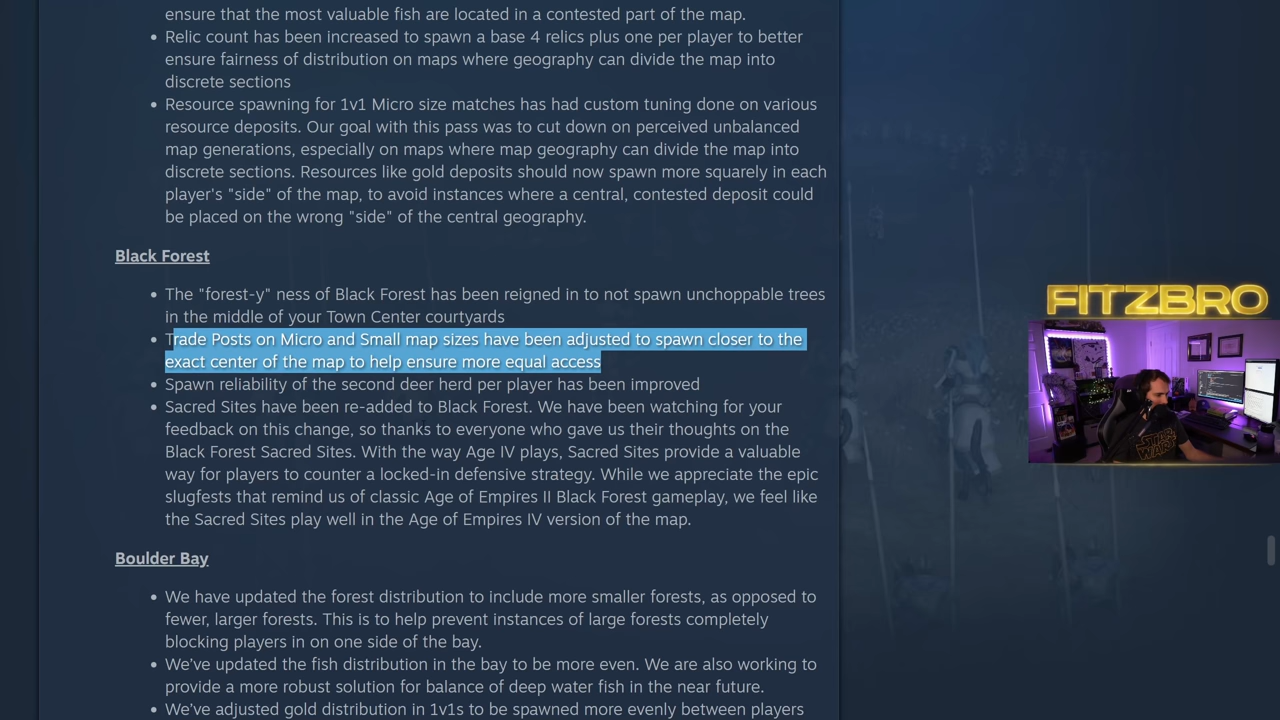 ensure that the most valuable fish are located in a contested part of the map.
• Relic count has been increased to spawn a base 4 relics plus one per player to better
ensure fairness of distribution on maps where geography can divide the map into
discrete sections
• Resource spawning for 1v1 Micro size matches has had custom tuning done on various
resource deposits. Our goal with this pass was to cut down on perceived unbalanced
map generations, especially on maps where map geography can divide the map into
discrete sections. Resources like gold deposits should now spawn more squarely in each
player's "side" of the map, to avoid instances where a central, contested deposit could
be placed on the wrong "side" of the central geography.
Black Forest
• The "forest-y" ness of Black Forest has been reigned in to not spawn unchoppable trees
in the middle of your Town Center courtyards
• Trade Posts on Micro and Small map sizes have been adjusted to spawn closer to the
exact center of the map to help ensure more equal access
• Spawn reliability of the second deer herd per player has been improved
• Sacred Sites have been re-added to Black Forest. We have been watching for your
feedback on this change, so thanks to everyone who gave us their thoughts on the
Black Forest Sacred Sites. With the way Age IV plays, Sacred Sites provide a valuable
way for players to counter a locked-in defensive strategy. While we appreciate the epic
slugfests that remind us of classic Age of Empires II Black Forest gameplay, we feel like
the Sacred Sites play well in the Age of Empires IV version of the map.
Boulder Bay
• We have updated the forest distribution to include more smaller forests, as opposed to
fewer, larger forests. This is to help prevent instances of large forests completely
blocking players in on one side of the bay.
• We've updated the fish distribution in the bay to be more even. We are also working to
provide a more robust solution for balance of deep water fish in the near future.
• We've adjusted gold distribution in 1v1s to be spawned more evenly between players
FITZBRO
STAR
WARS